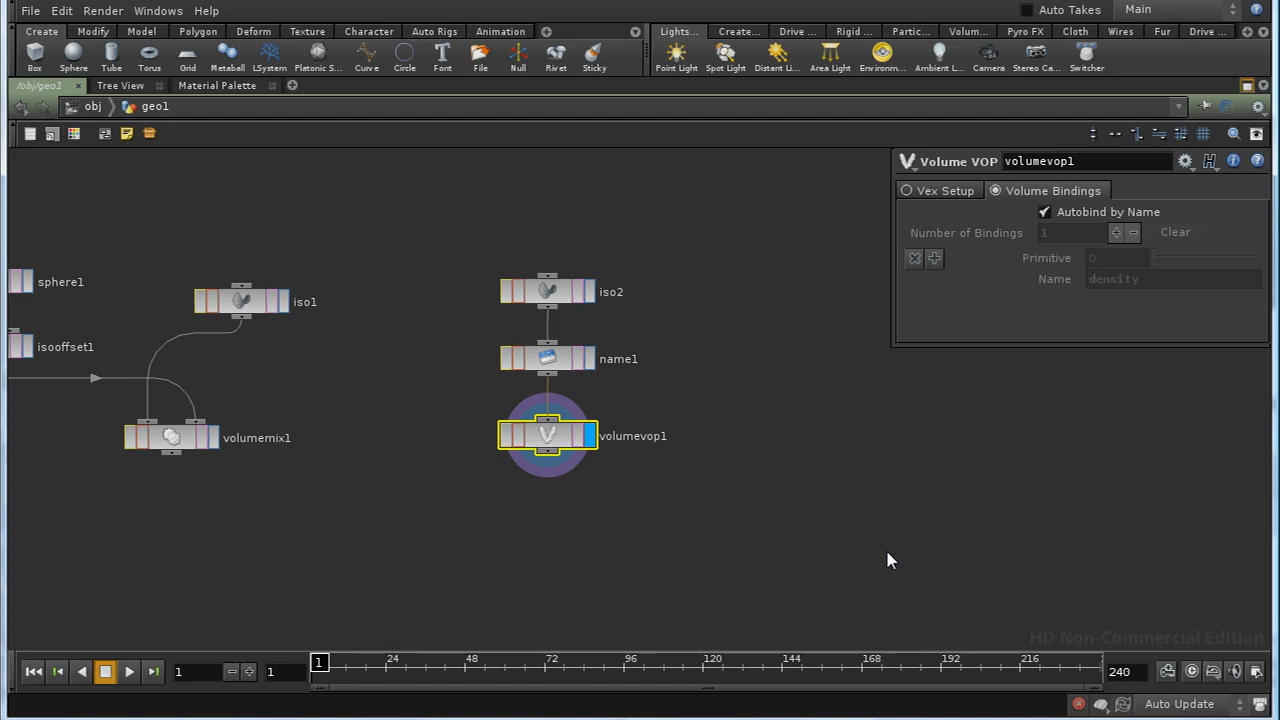 File Edit Render Windows Help Auto Takes Main
Create Modify Model Polygon Deform Texture Character Auto Rigs Animation Lights... Create... Drive ... Rigid ... Partic... Volum... Pyro FX Cloth Wires Fur Drive ...
Box Sphere Tube Torus Grid Metaball LSystem Platonic S... Curve Circle Font File Null Rivet Sticky Point Light Spot Light Distant Li... Area Light Environm... Ambient L... Camera Stereo Ca... Switcher
/obj/geo1 Tree View Material Palette
obj geo1
Volume VOP volumevop1
Vex Setup Volume Bindings
Autobind by Name
Number of Bindings 1 Clear
Primitive 0
Name density
sphere1
iso1
iso2
isooffset1
name1
volumemix1
volumevop1
HD Non-Commercial Edition
1 1 1 24 48 72 96 120 144 168 192 216 240
Auto Update